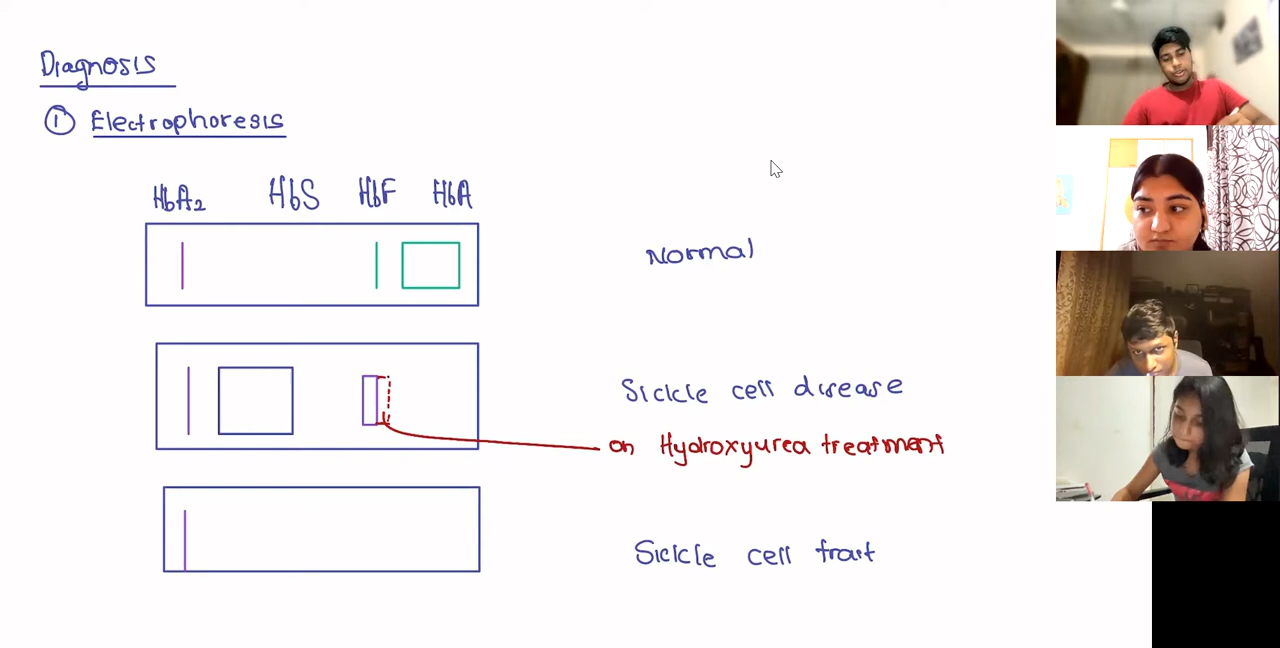 Diagnosis
① Electrophoresis
HbA₂ HbS HbF HbA
Normal
Sickle cell disease
on Hydroxyurea treatment
Sickle cell trait